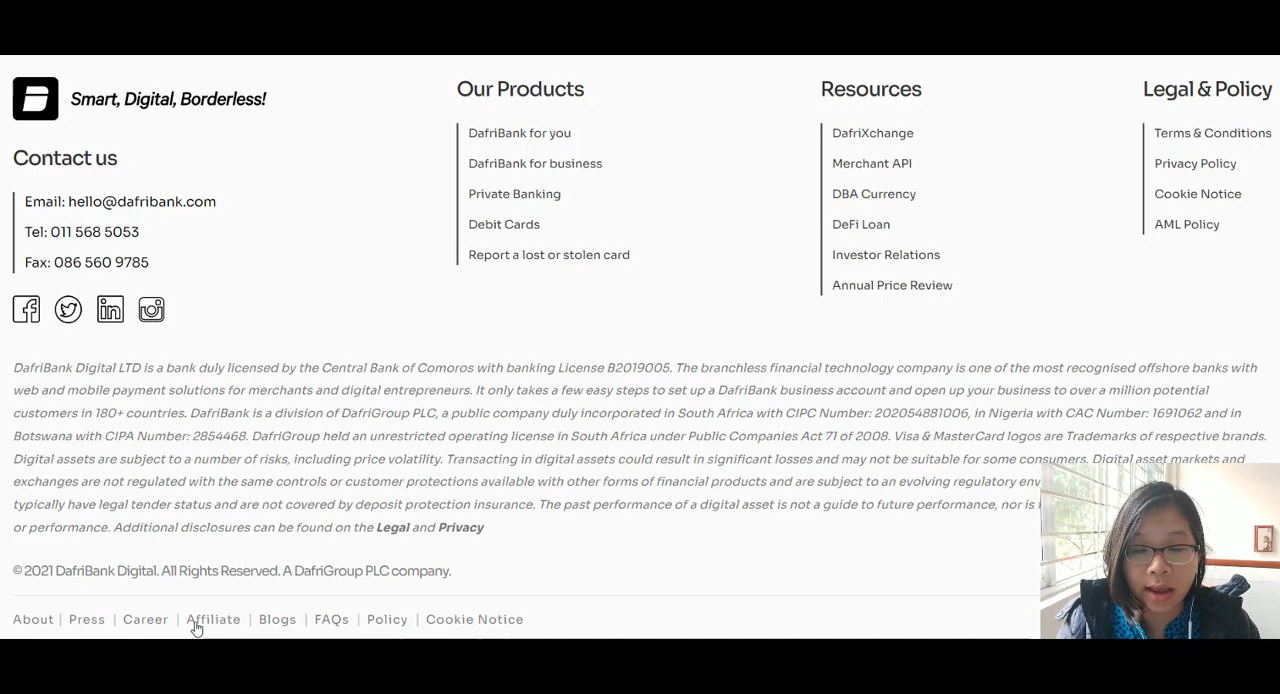 Smart, Digital, Borderless!
Contact us
Email: hello@dafribank.com
Tel: 011 568 5053
Fax: 086 560 9785
Our Products
DafriBank for you
DafriBank for business
Private Banking
Debit Cards
Report a lost or stolen card
Resources
DafriXchange
Merchant API
DBA Currency
DeFi Loan
Investor Relations
Annual Price Review
Legal & Policy
Terms & Conditions
Privacy Policy
Cookie Notice
AML Policy
DafriBank Digital LTD is a bank duly licensed by the Central Bank of Comoros with banking License B2019005. The branchless financial technology company is one of the most recognised offshore banks with
web and mobile payment solutions for merchants and digital entrepreneurs. It only takes a few easy steps to set up a DafriBank business account and open up your business to over a million potential
customers in 180+ countries. DafriBank is a division of DafriGroup PLC, a public company duly incorporated in South Africa with CIPC Number: 202054881006, in Nigeria with CAC Number: 1691062 and in
Botswana with CIPA Number: 2854468. DafriGroup held an unrestricted operating license in South Africa under Public Companies Act 71 of 2008. Visa & MasterCard logos are Trademarks of respective brands.
Digital assets are subject to a number of risks, including price volatility. Transacting in digital assets could result in significant losses and may not be suitable for some consumers. Digital asset markets and
exchanges are not regulated with the same controls or customer protections available with other forms of financial products and are subject to an evolving regulatory
typically have legal tender status and are not covered by deposit protection insurance. The past performance of a digital asset is not a guide to future performance, nor is
or performance. Additional disclosures can be found on the Legal and Privacy
© 2021 DafriBank Digital. All Rights Reserved. A DafriGroup PLC company.
About | Press | Career | Affiliate | Blogs | FAQs | Policy | Cookie Notice